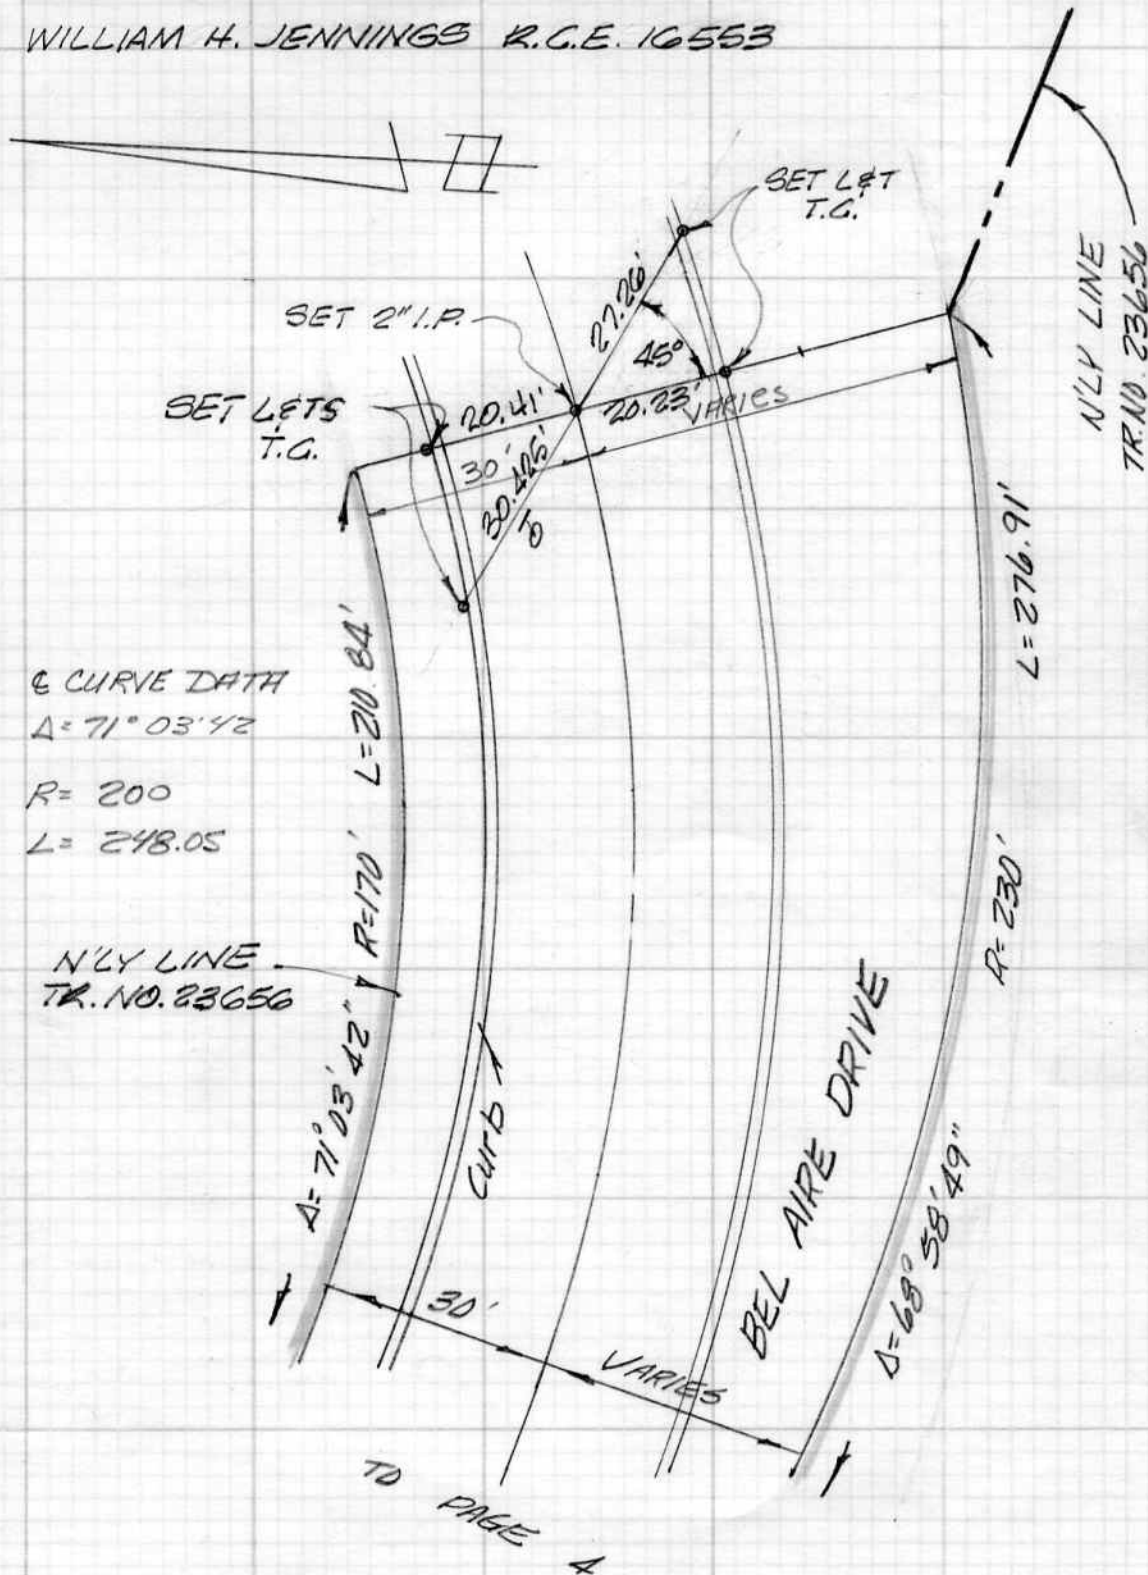 WILLIAM H. JENNINGS R.C.E. 16553
SET L&T
T.C.
N'LY LINE
TR. NO. 23656
SET 2" I.P.
27.26'
45°
SET L&TS
T.C.
20.41'
20.23'
VARIES
30'
30.425'
TO
L=276.91'
℄ CURVE DATA
Δ= 71° 03' 42
R= 200
L= 248.05
L=210.84'
R=170'
Δ= 71° 03' 42"
N'LY LINE
TR. NO. 23656
R=230'
Curb
BEL AIRE DRIVE
Δ=68° 58' 49"
30'
VARIES
TO PAGE 4